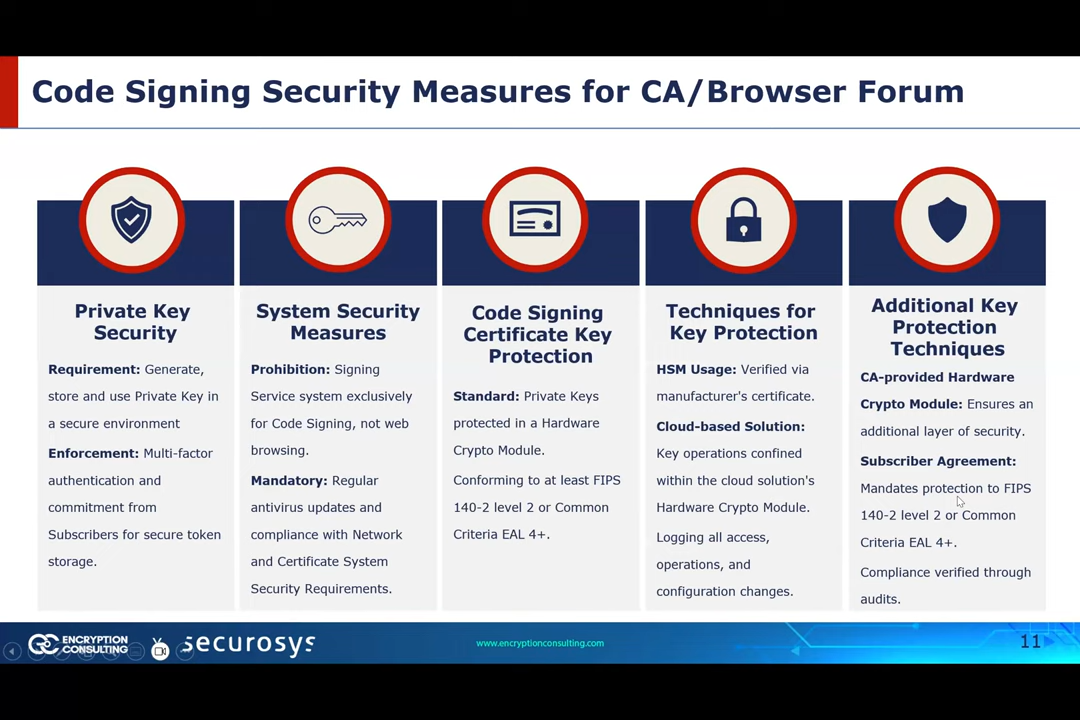 Code Signing Security Measures for CA/Browser Forum
Private Key
Security
Requirement: Generate,
store and use Private Key in
a secure environment
Enforcement: Multi-factor
authentication and
commitment from
Subscribers for secure token
storage.
System Security
Measures
Prohibition: Signing
Service system exclusively
for Code Signing, not web
browsing.
Mandatory: Regular
antivirus updates and
compliance with Network
and Certificate System
Security Requirements.
Code Signing
Certificate Key
Protection
Standard: Private Keys
protected in a Hardware
Crypto Module.
Conforming to at least FIPS
140-2 level 2 or Common
Criteria EAL 4+.
Techniques for
Key Protection
HSM Usage: Verified via
manufacturer's certificate.
Cloud-based Solution:
Key operations confined
within the cloud solution's
Hardware Crypto Module.
Logging all access,
operations, and
configuration changes.
Additional Key
Protection
Techniques
CA-provided Hardware
Crypto Module: Ensures an
additional layer of security.
Subscriber Agreement:
Mandates protection to FIPS
140-2 level 2 or Common
Criteria EAL 4+.
Compliance verified through
audits.
ENCRYPTION
CONSULTING
securosys
www.encryptionconsulting.com
11